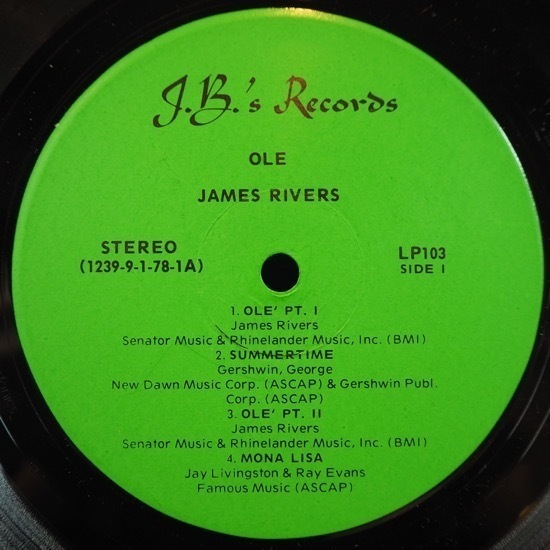 J.B.'s Records
OLE
JAMES RIVERS
STEREO
(1239-9-1-78-1A)
LP103
SIDE I
1. OLE' PT. I
James Rivers
Senator Music & Rhinelander Music, Inc. (BMI)
2. SUMMERTIME
Gershwin, George
New Dawn Music Corp. (ASCAP) & Gershwin Publ.
Corp. (ASCAP)
3. OLE' PT. II
James Rivers
Senator Music & Rhinelander Music, Inc. (BMI)
4. MONA LISA
Jay Livingston & Ray Evans
Famous Music (ASCAP)